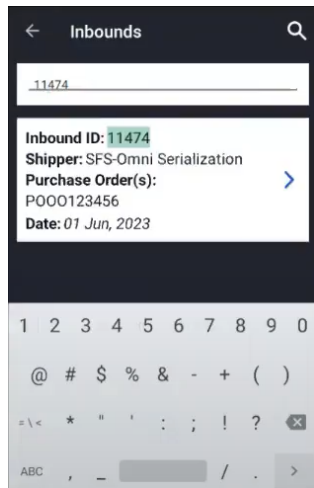 Inbounds
11474
Inbound ID: 11474
Shipper: SFS-Omni Serialization
Purchase Order(s):
POOO123456
Date: 01 Jun, 2023
1 2 3 4 5 6 7 8 9 0
@ # $ % & - + ( )
= \ < * " ' : ; ! ?
ABC , _ / .